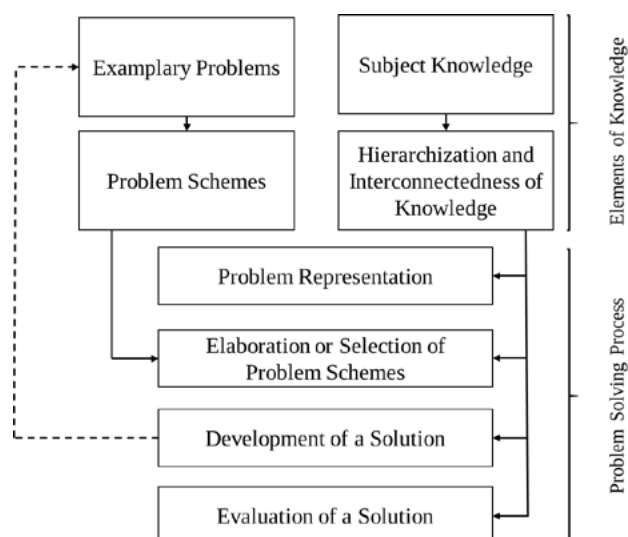 Examplary Problems
Subject Knowledge
Problem Schemes
Hierarchization and
Interconnectedness of
Knowledge
Elements of Knowledge
Problem Representation
Elaboration or Selection of
Problem Schemes
Development of a Solution
Evaluation of a Solution
Problem Solving Process